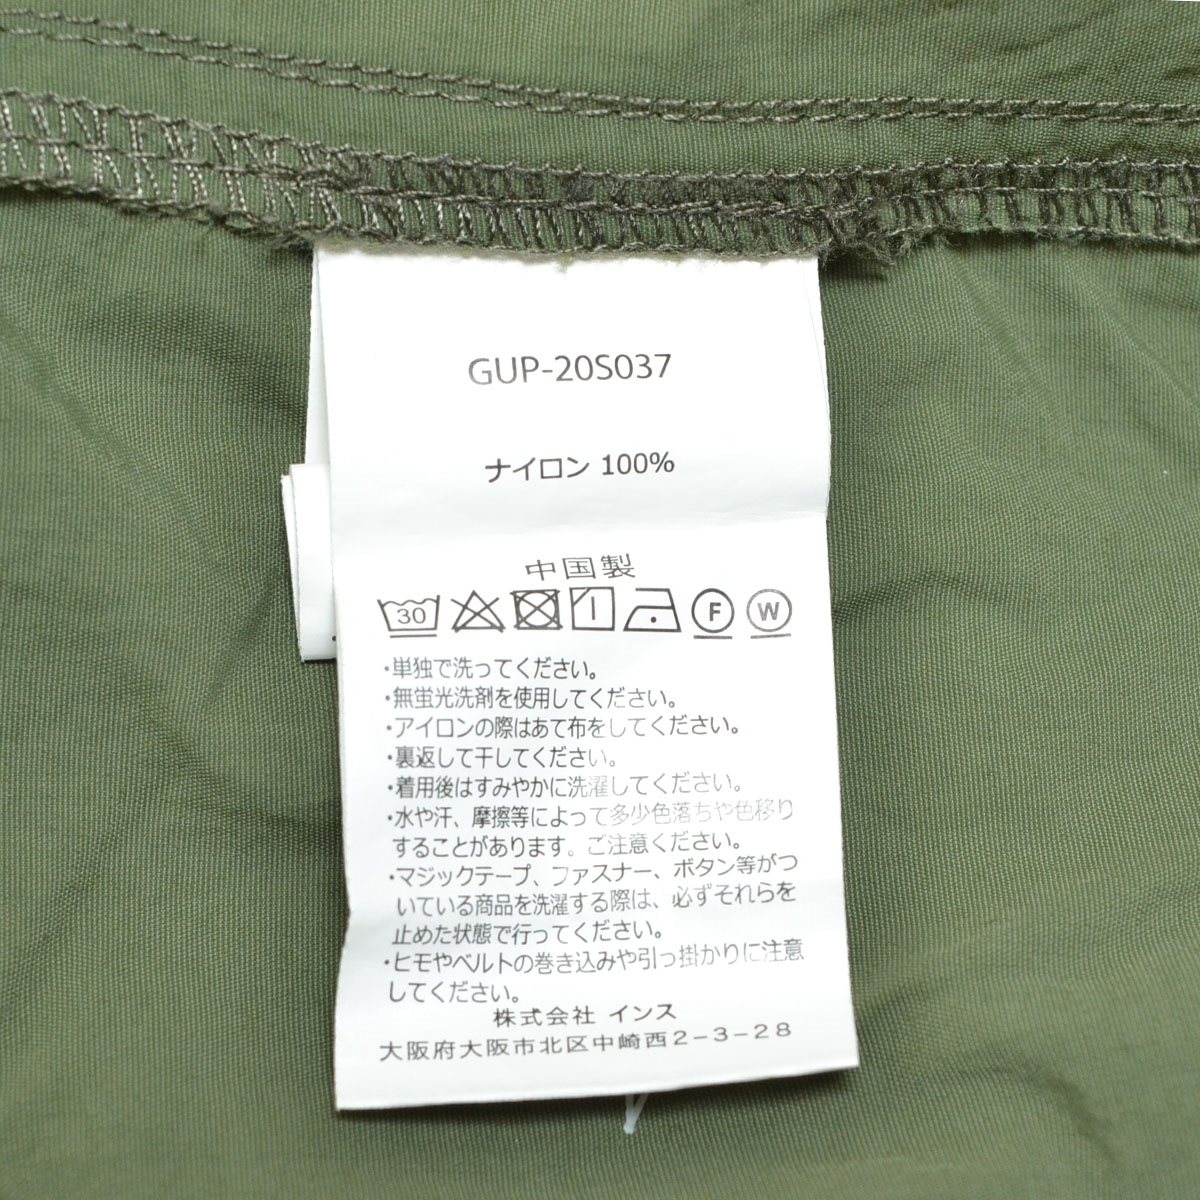 GUP-20S037
ナイロン 100%
中国製
30 F W
・単独で洗ってください。
・無蛍光洗剤を使用してください。
・アイロンの際はあて布をしてください。
・裏返して干してください。
・着用後はすみやかに洗濯してください。
・水や汗、摩擦等によって多少色落ちや色移り
することがあります。ご注意ください。
・マジックテープ、ファスナー、ボタン等がつ
いている商品を洗濯する際は、必ずそれらを
止めた状態で行ってください。
・ヒモやベルトの巻き込みや引っ掛かりに注意
してください。
株式会社 インス
大阪府大阪市北区中崎西2-3-28